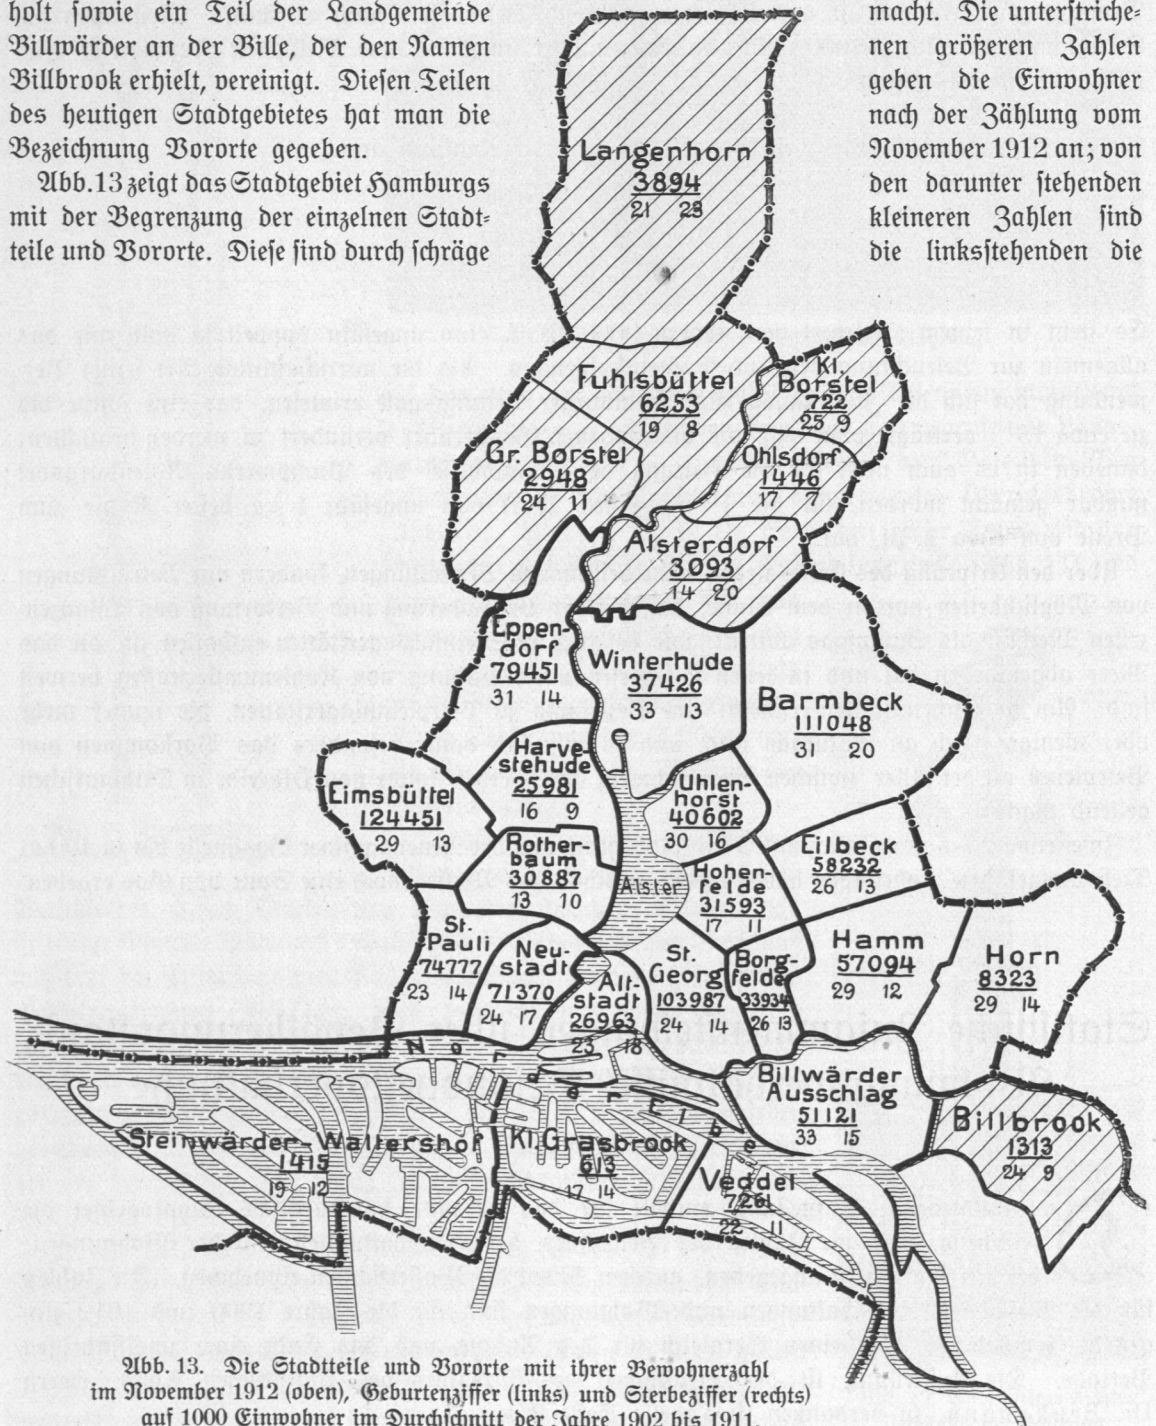 holt sowie ein Teil der Landgemeinde
Billwärder an der Bille, der den Namen
Billbrook erhielt, vereinigt. Diesen Teilen
des heutigen Stadtgebietes hat man die
Bezeichnung Vororte gegeben.
Abb. 13 zeigt das Stadtgebiet Hamburgs
mit der Begrenzung der einzelnen Stadt-
teile und Vororte. Diese sind durch schräge
macht. Die unterstriche-
nen größeren Zahlen
geben die Einwohner
nach der Zählung vom
November 1912 an; von
den darunter stehenden
kleineren Zahlen sind
die linksstehenden die
Langenhorn
3894
21 23
Fuhlsbüttel
6253
19 8
Kl.
Borstel
722
25 9
Gr. Borstel
2948
24 11
Ohlsdorf
1446
17 7
Alsterdorf
3093
14 20
Eppen-
dorf
79451
31 14
Winterhude
37426
33 13
Barmbeck
111048
31 20
Harve-
stehude
25981
16 9
Eimsbüttel
124451
29 13
Uhlen-
horst
40602
30 16
Rother-
baum
30887
13 10
Alster
Hohen-
felde
31593
17 11
Eilbeck
58232
26 13
St.
Pauli
74777
23 14
Neu-
stadt
71370
24 17
Alt-
stadt
26963
23 18
St.
Georg
103987
24 14
Borg-
felde
33934
26 13
Hamm
57094
29 12
Horn
8323
29 14
Norder Elbe
Billwärder
Ausschlag
51121
33 15
Billbrook
1313
24 9
Steinwärder-Waltershof
1415
19 12
Kl. Grasbrook
613
17 14
Veddel
7261
22 11
Abb. 13. Die Stadtteile und Vororte mit ihrer Bewohnerzahl
im November 1912 (oben), Geburtenziffer (links) und Sterbeziffer (rechts)
auf 1000 Einwohner im Durchschnitt der Jahre 1902 bis 1911.